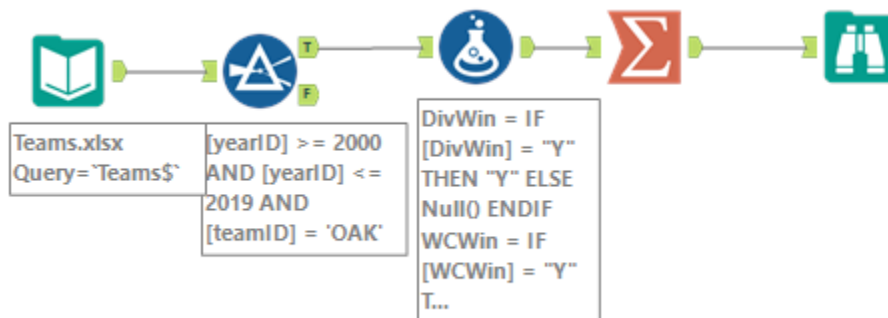 T
F
Teams.xlsx
Query=`Teams$`
[yearID] >= 2000
AND [yearID] <=
2019 AND
[teamID] = 'OAK'
DivWin = IF
[DivWin] = "Y"
THEN "Y" ELSE
Null() ENDIF
WCWin = IF
[WCWin] = "Y"
T...